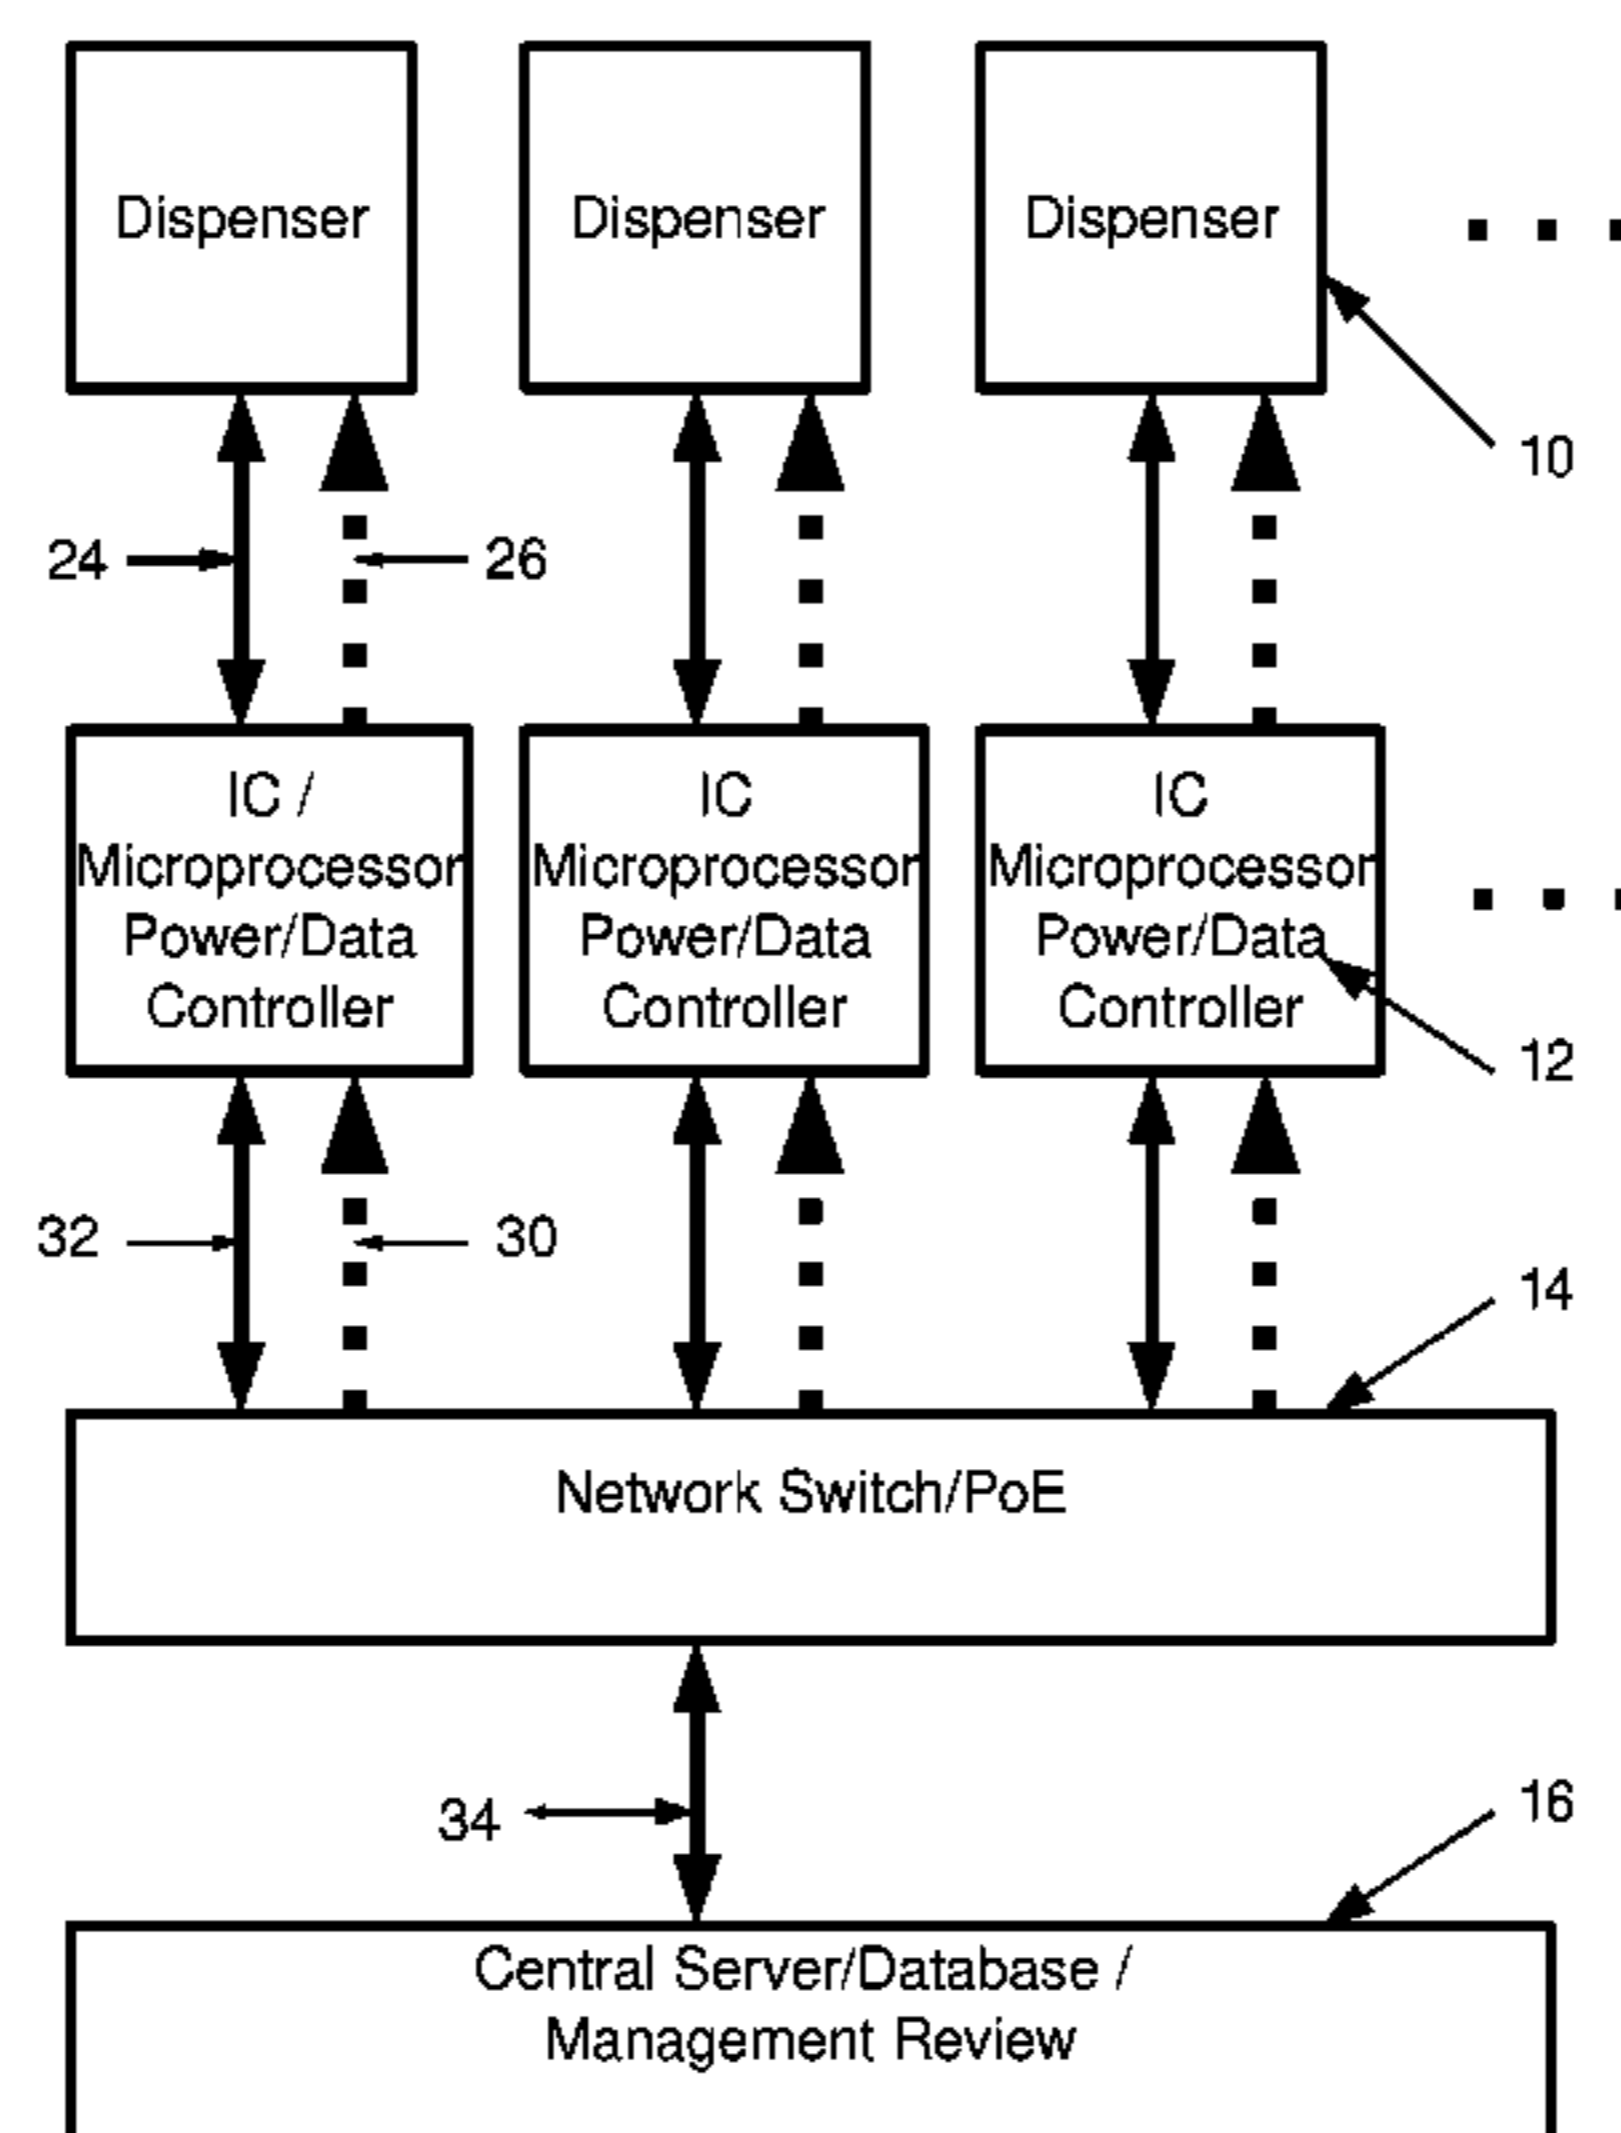 Dispenser
Dispenser
Dispenser
10
24
26
IC /
Microprocessor
Power/Data
Controller
IC
Microprocessor
Power/Data
Controller
IC
Microprocessor
Power/Data
Controller
12
32
30
14
Network Switch/PoE
34
16
Central Server/Database /
Management Review